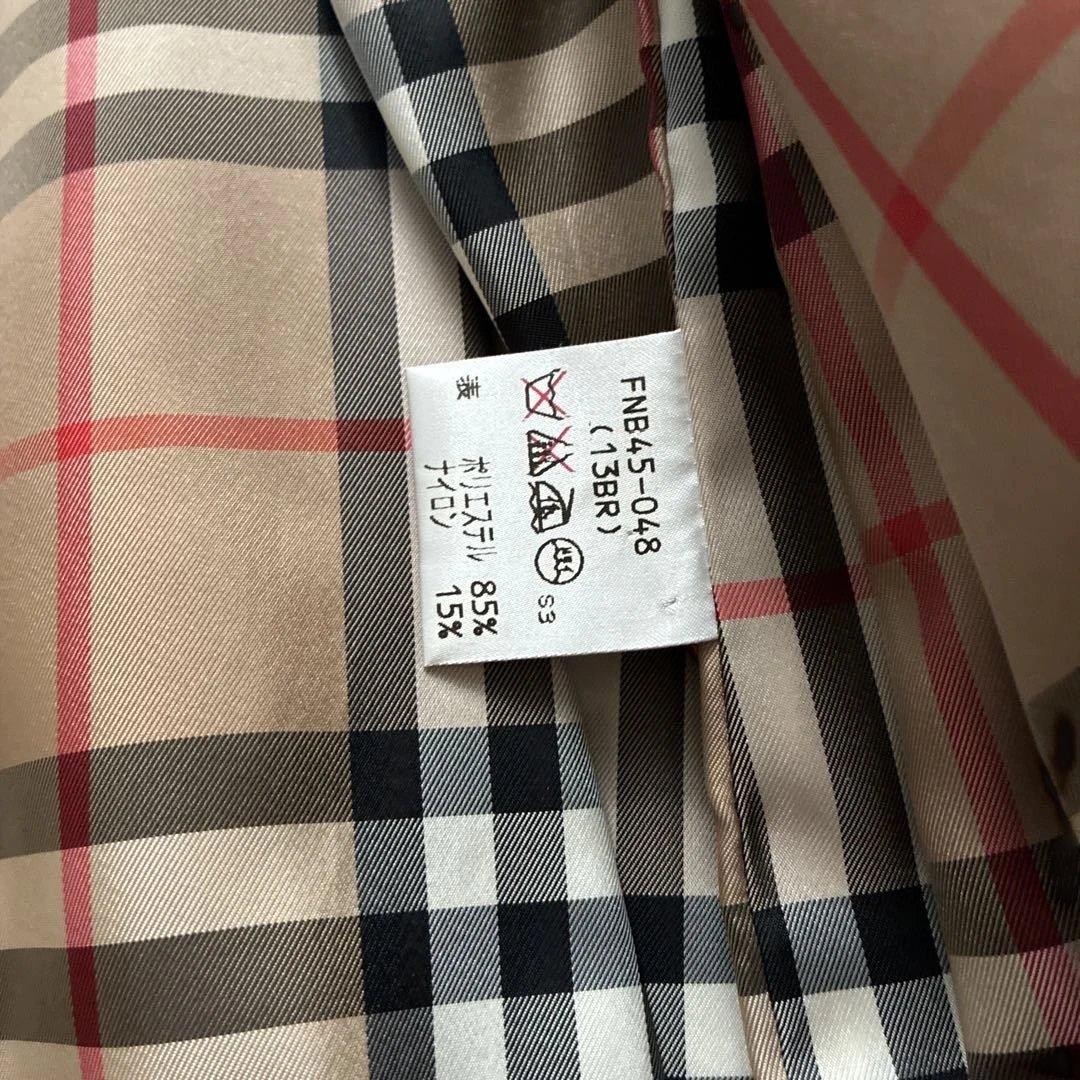 FNB45-048
(13BR)
S3
表
ポリエステル 85%
ナイロン 15%